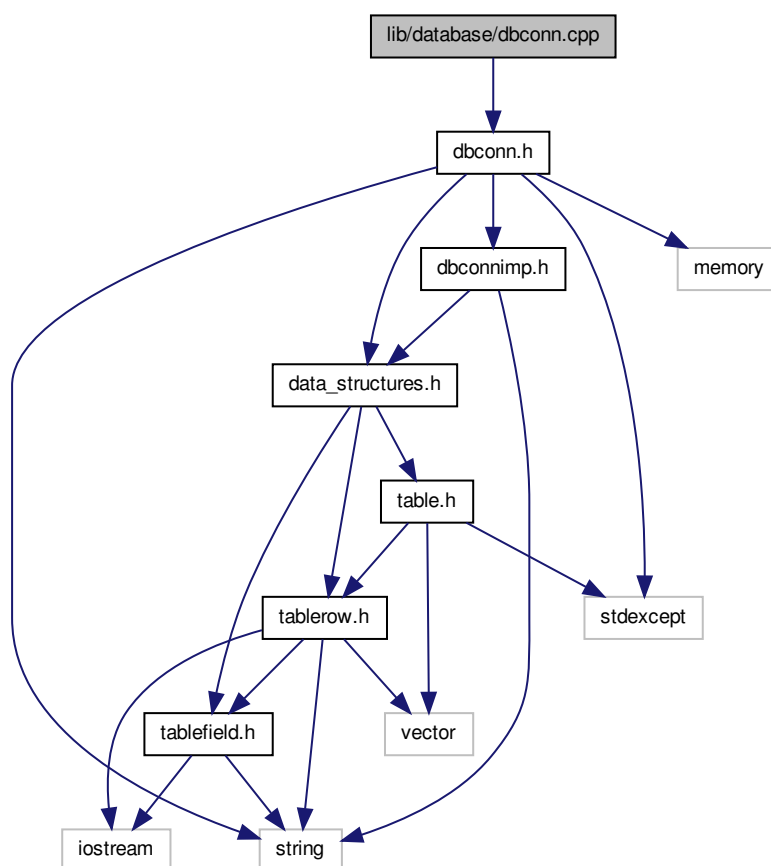 lib/database/dbconn.cpp
dbconn.h
dbconnimp.h
memory
data_structures.h
table.h
tablerow.h
stdexcept
tablefield.h
vector
iostream
string